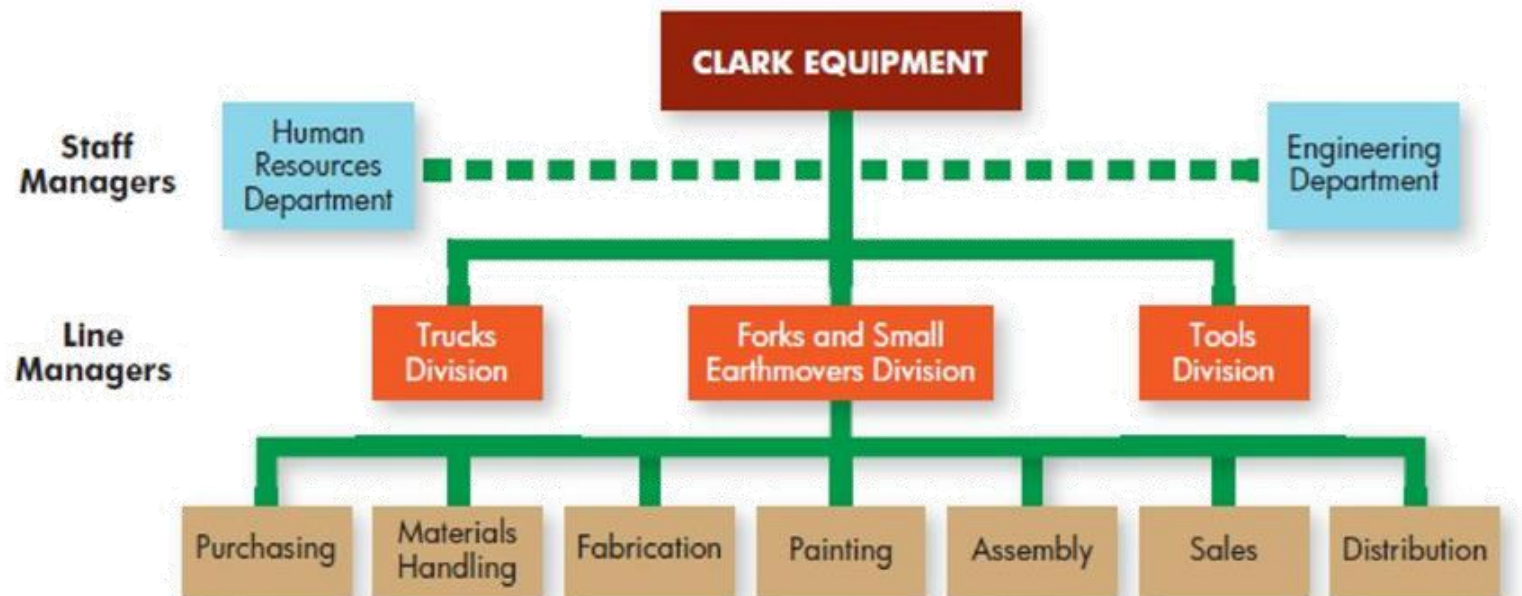 CLARK EQUIPMENT
Staff
Managers
Human
Resources
Department
Engineering
Department
Line
Managers
Trucks
Division
Forks and Small
Earthmovers Division
Tools
Division
Purchasing
Materials
Handling
Fabrication
Painting
Assembly
Sales
Distribution